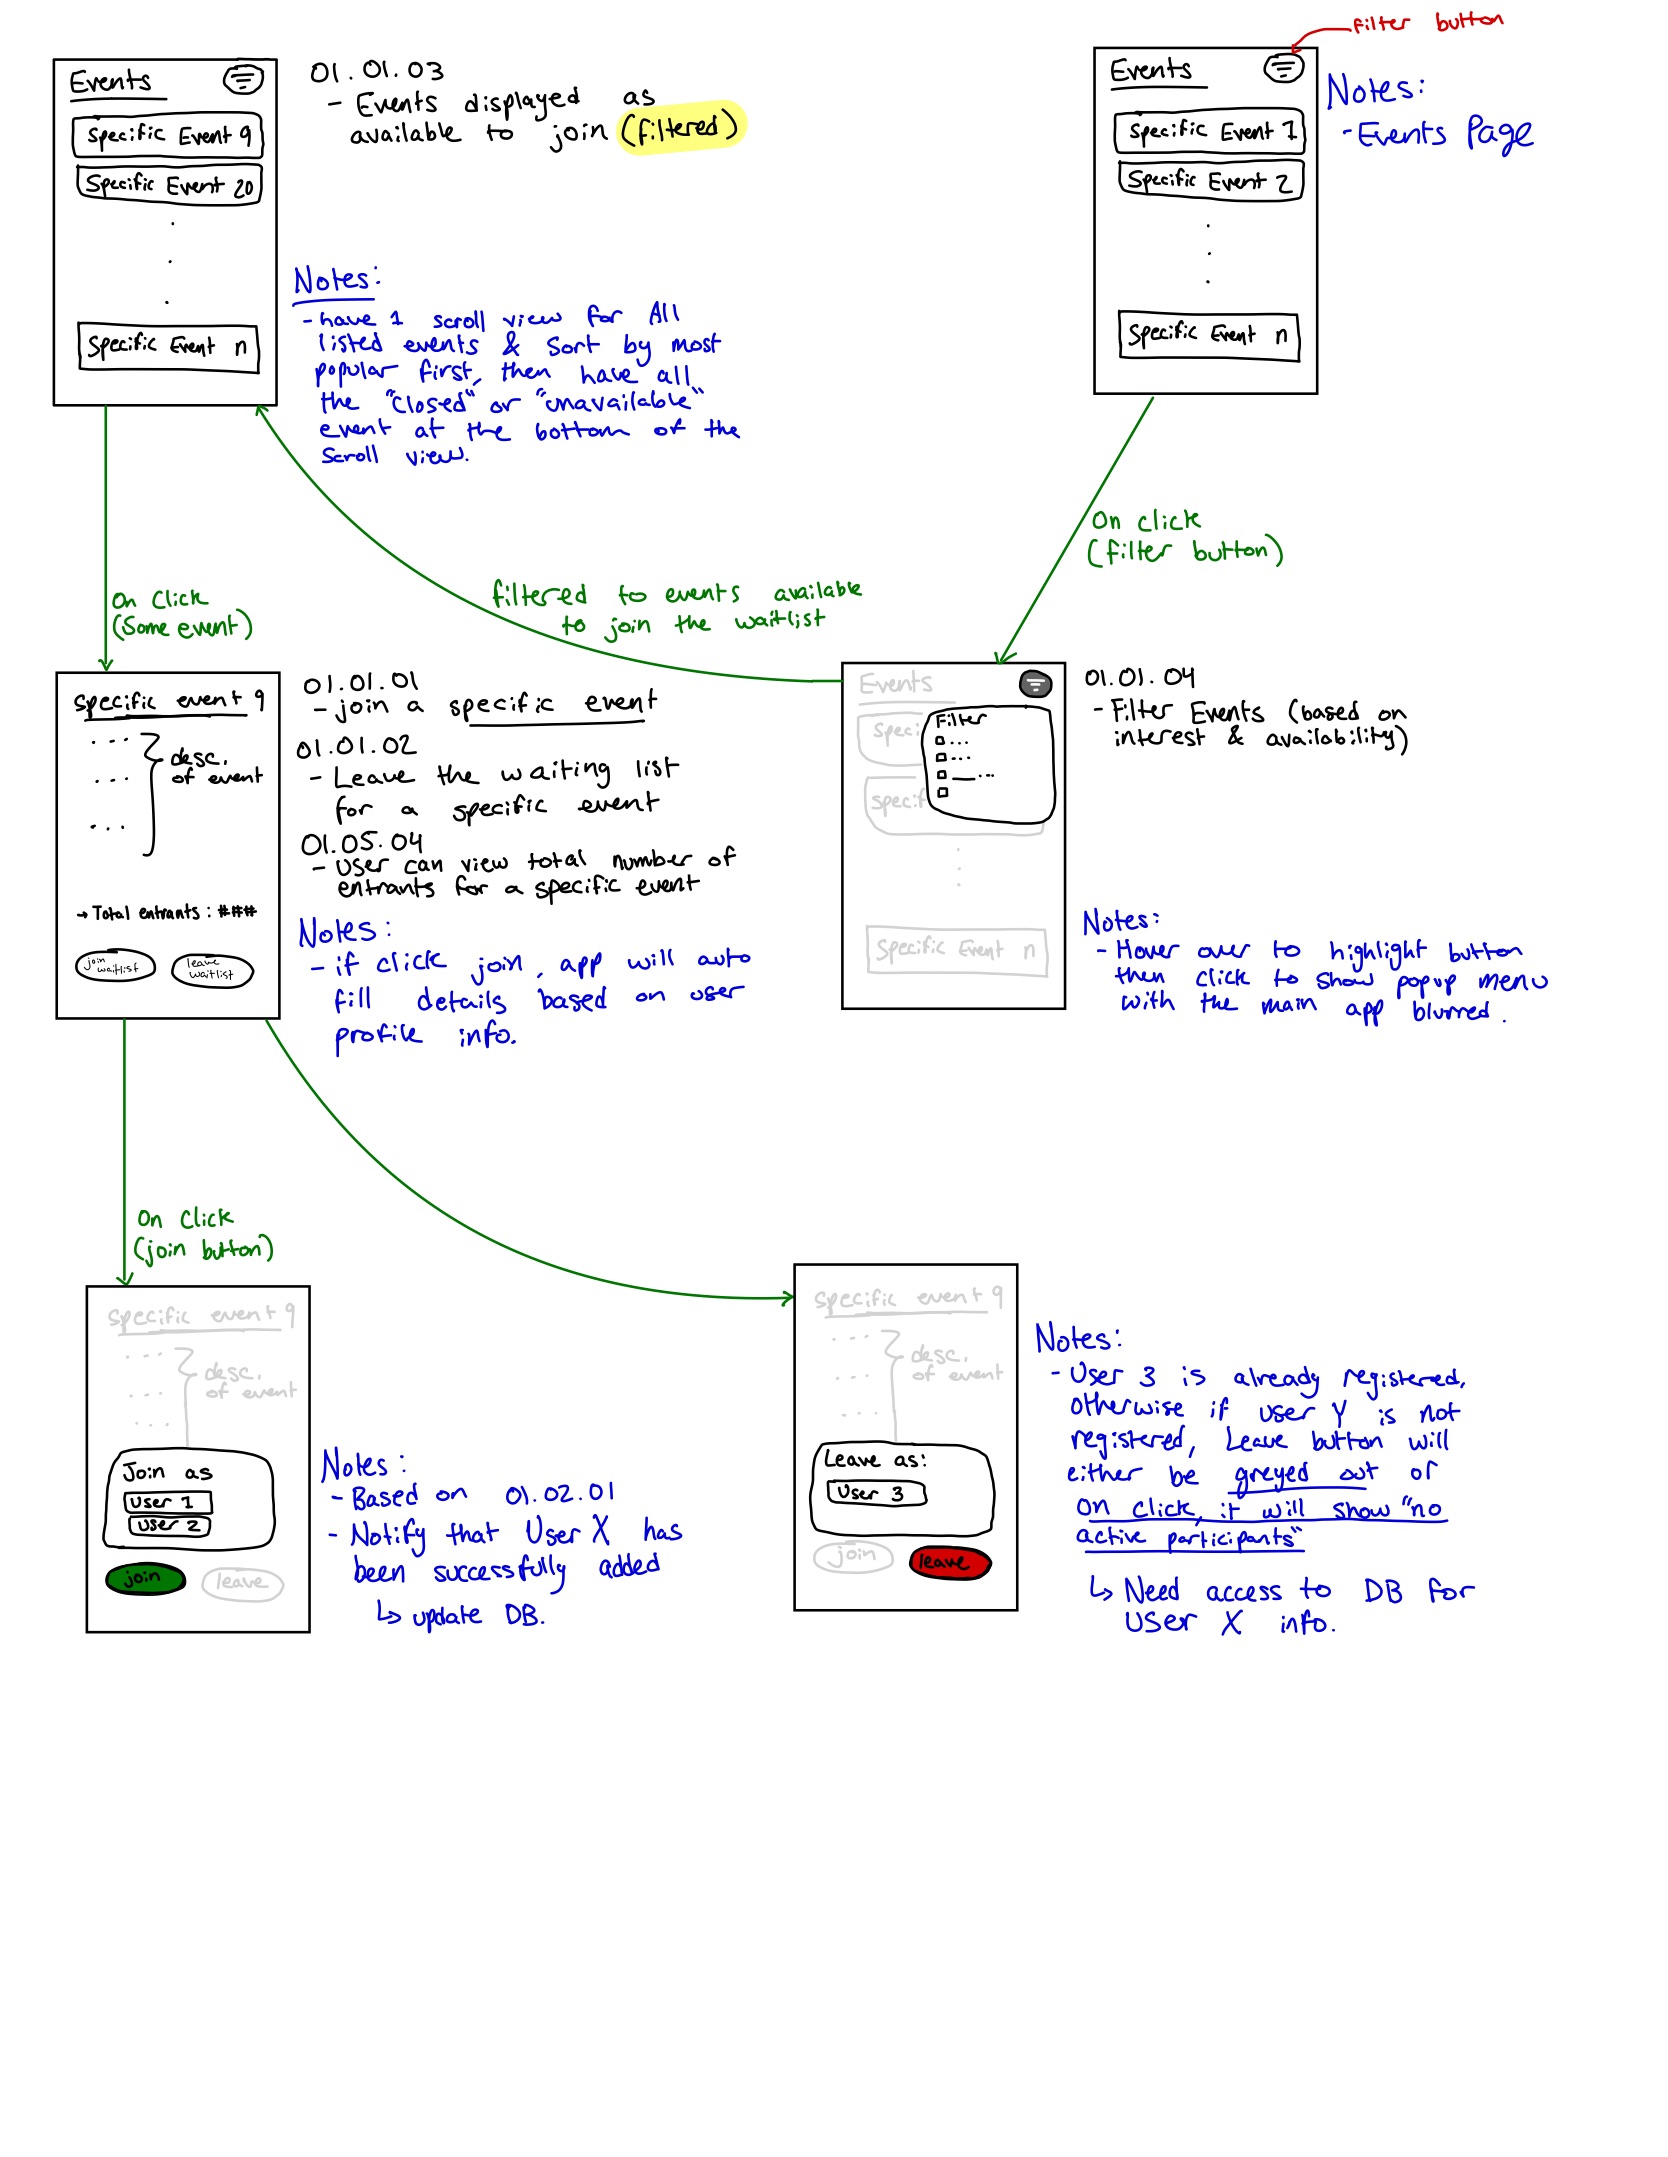 filter button
Events
Specific Event 9
Specific Event 20
Specific Event n
01.01.03
- Events displayed as
available to join (filtered)
Notes:
- have 1 scroll view for All
listed events & sort by most
popular first, then have all
the "closed" or "unavailable"
event at the bottom of the
scroll view.
Events
Specific Event 1
Specific Event 2
Specific Event n
Notes:
- Events Page
On click
(filter button)
filtered to events available
to join the waitlist
On Click
(Some event)
specific event 9
desc.
of event
→ Total entrants : ###
join
waitlist
leave
waitlist
01.01.01
- join a specific event
01.01.02
- Leave the waiting list
for a specific event
01.05.04
- User can view total number of
entrants for a specific event
Notes:
- if click join, app will auto
fill details based on user
profile info.
Events
Speci
Specif
Specific Event n
Filter
01.01.04
- Filter Events (based on
interest & availability)
Notes:
- Hover over to highlight button
then click to show popup menu
with the main app blurred.
On Click
(join button)
specific event 9
desc.
of event
Join as
User 1
User 2
join
leave
Notes:
- Based on 01.02.01
- Notify that User X has
been successfully added
↳ update DB.
specific event 9
desc.
of event
Leave as:
User 3
join
leave
Notes:
- User 3 is already registered,
otherwise if user Y is not
registered, Leave button will
either be greyed out or
on click, it will show "no
active participants"
↳ Need access to DB for
User X info.